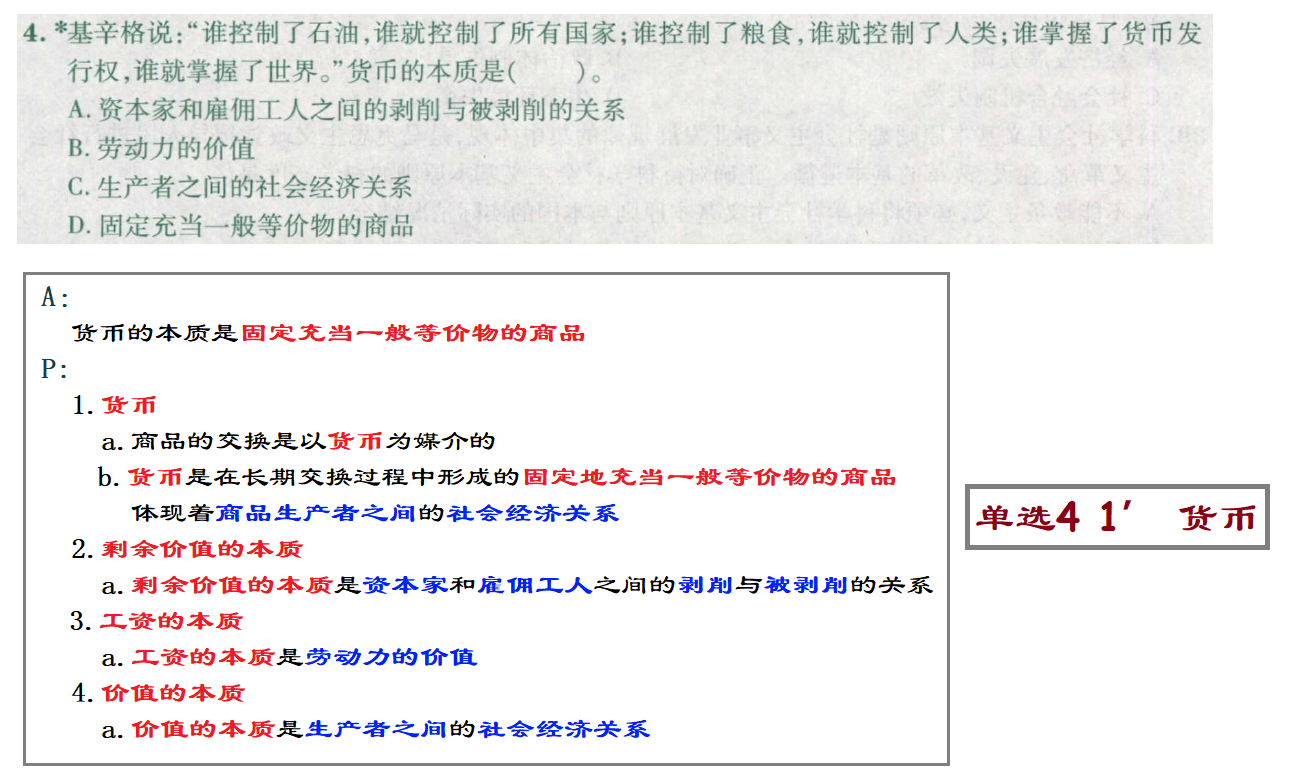 4. *基辛格说:“谁控制了石油,谁就控制了所有国家;谁控制了粮食,谁就控制了人类;谁掌握了货币发
行权,谁就掌握了世界。”货币的本质是( )。
A. 资本家和雇佣工人之间的剥削与被剥削的关系
B. 劳动力的价值
C. 生产者之间的社会经济关系
D. 固定充当一般等价物的商品
A:
货币的本质是固定充当一般等价物的商品
P:
1. 货币
a. 商品的交换是以货币为媒介的
b. 货币是在长期交换过程中形成的固定地充当一般等价物的商品
体现着商品生产者之间的社会经济关系
2. 剩余价值的本质
a. 剩余价值的本质是资本家和雇佣工人之间的剥削与被剥削的关系
3. 工资的本质
a. 工资的本质是劳动力的价值
4. 价值的本质
a. 价值的本质是生产者之间的社会经济关系
单选4 1′ 货币